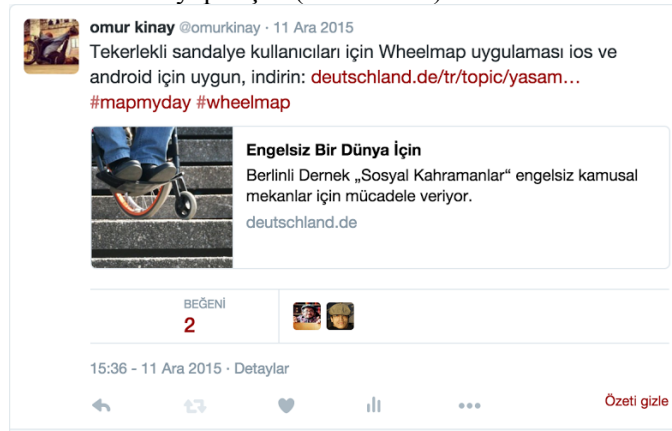 omur kinay @omurkinay · 11 Ara 2015
Tekerlekli sandalye kullanıcıları için Wheelmap uygulaması ios ve
android için uygun, indirin: deutschland.de/tr/topic/yasam…
#mapmyday #wheelmap
Engelsiz Bir Dünya İçin
Berlinli Dernek „Sosyal Kahramanlar“ engelsiz kamusal
mekanlar için mücadele veriyor.
deutschland.de
BEĞENİ
2
15:36 - 11 Ara 2015 · Detaylar
Özeti gizle